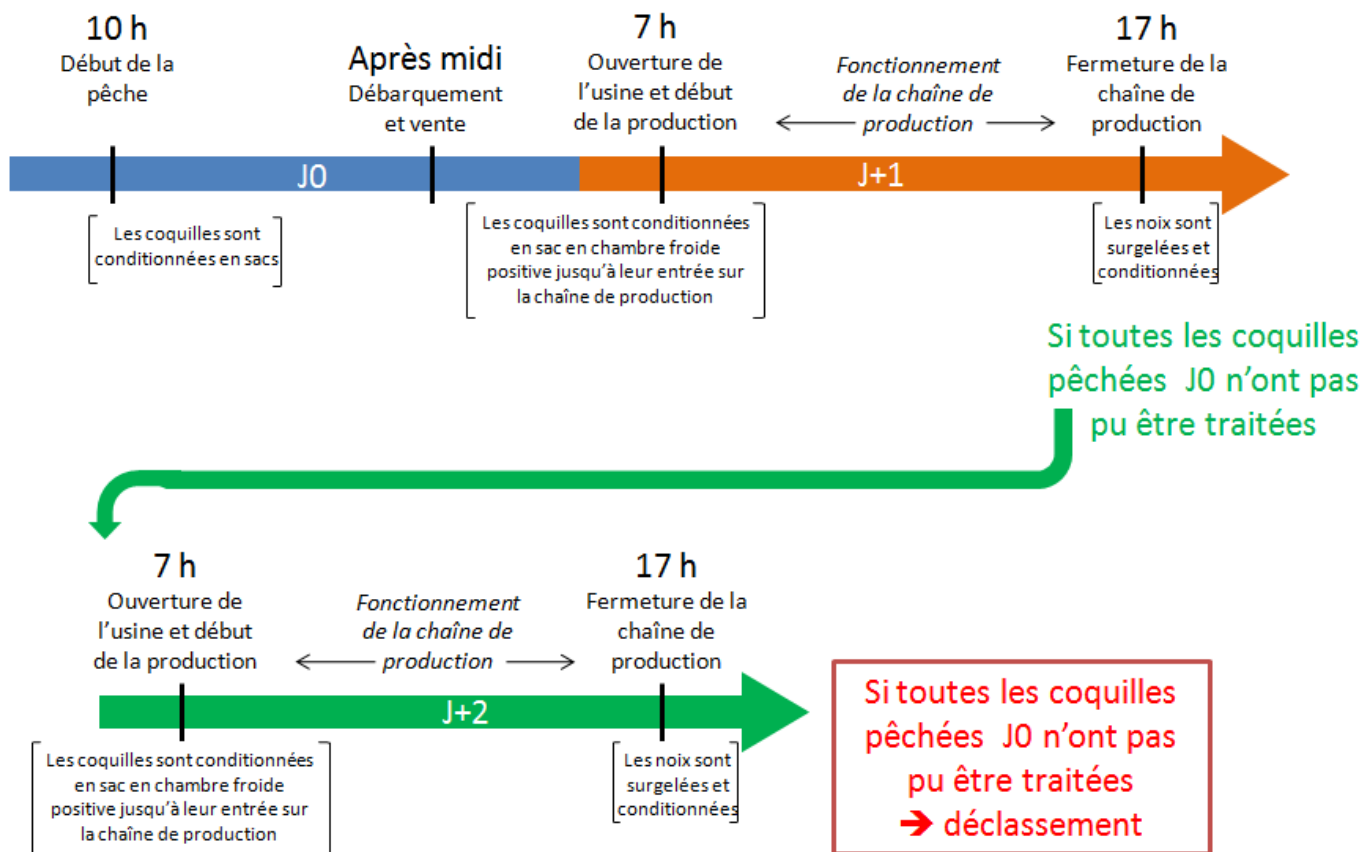 10 h
Début de la
pêche
Après midi
Débarquement
et vente
7 h
Ouverture de
l'usine et début
de la production
Fonctionnement
de la chaîne de
production
17 h
Fermeture de la
chaîne de
production
J0
J+1
Les coquilles sont
conditionnées en sacs
Les coquilles sont conditionnées
en sac en chambre froide
positive jusqu'à leur entrée sur
la chaîne de production
Les noix sont
surgelées et
conditionnées
Si toutes les coquilles
pêchées J0 n'ont pas
pu être traitées
7 h
Ouverture de
l'usine et début
de la production
Fonctionnement
de la chaîne de
production
17 h
Fermeture de la
chaîne de
production
J+2
Les coquilles sont conditionnées
en sac en chambre froide
positive jusqu'à leur entrée sur
la chaîne de production
Les noix sont
surgelées et
conditionnées
Si toutes les coquilles
pêchées J0 n'ont pas
pu être traitées
➔ déclassement